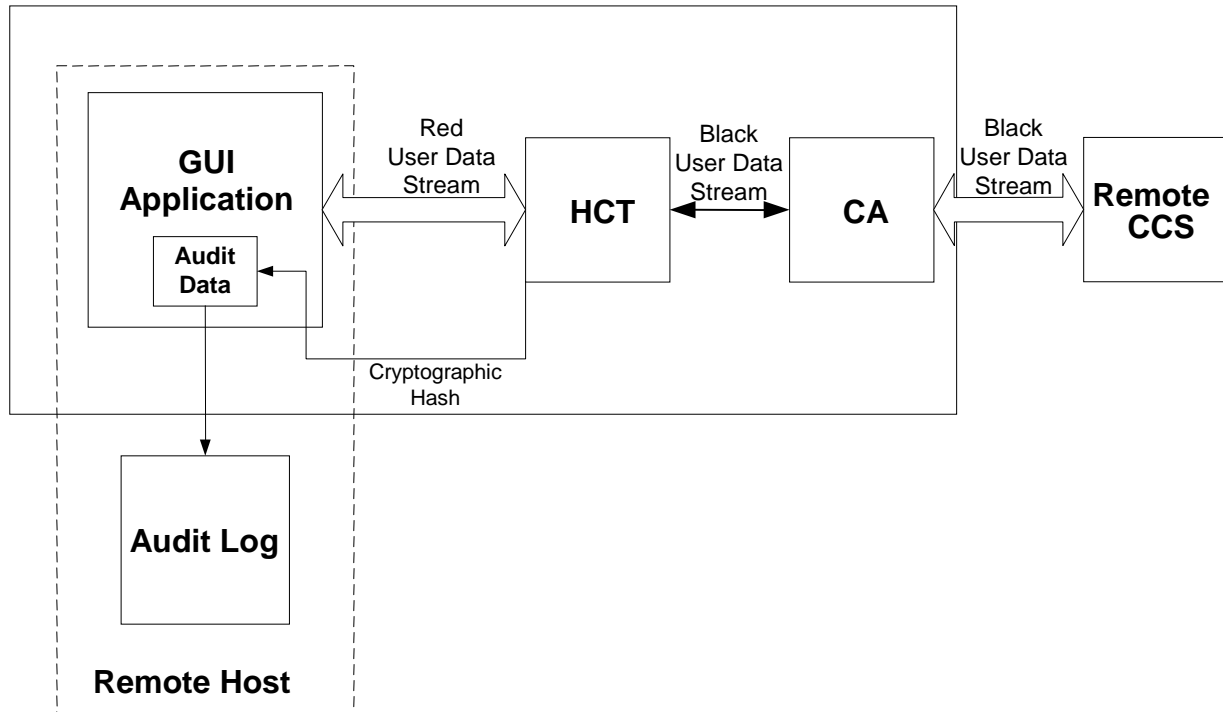 GUI
Application
Audit
Data
Red
User Data
Stream
HCT
Black
User Data
Stream
CA
Black
User Data
Stream
Remote
CCS
Cryptographic
Hash
Audit Log
Remote Host